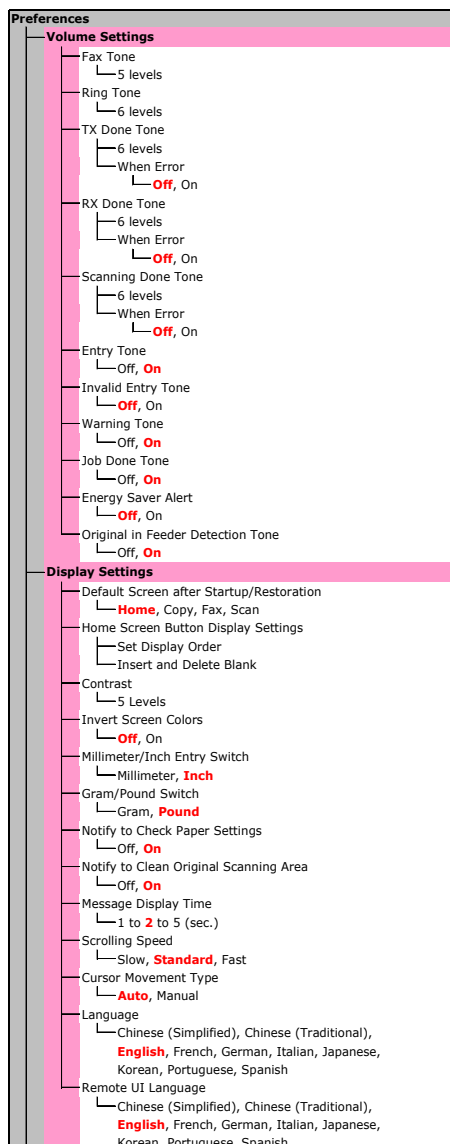 Preferences
Volume Settings
Fax Tone
5 levels
Ring Tone
6 levels
TX Done Tone
6 levels
When Error
Off, On
RX Done Tone
6 levels
When Error
Off, On
Scanning Done Tone
6 levels
When Error
Off, On
Entry Tone
Off, On
Invalid Entry Tone
Off, On
Warning Tone
Off, On
Job Done Tone
Off, On
Energy Saver Alert
Off, On
Original in Feeder Detection Tone
Off, On
Display Settings
Default Screen after Startup/Restoration
Home, Copy, Fax, Scan
Home Screen Button Display Settings
Set Display Order
Insert and Delete Blank
Contrast
5 Levels
Invert Screen Colors
Off, On
Millimeter/Inch Entry Switch
Millimeter, Inch
Gram/Pound Switch
Gram, Pound
Notify to Check Paper Settings
Off, On
Notify to Clean Original Scanning Area
Off, On
Message Display Time
1 to 2 to 5 (sec.)
Scrolling Speed
Slow, Standard, Fast
Cursor Movement Type
Auto, Manual
Language
Chinese (Simplified), Chinese (Traditional),
English, French, German, Italian, Japanese,
Korean, Portuguese, Spanish
Remote UI Language
Chinese (Simplified), Chinese (Traditional),
English, French, German, Italian, Japanese,
Korean, Portuguese, Spanish